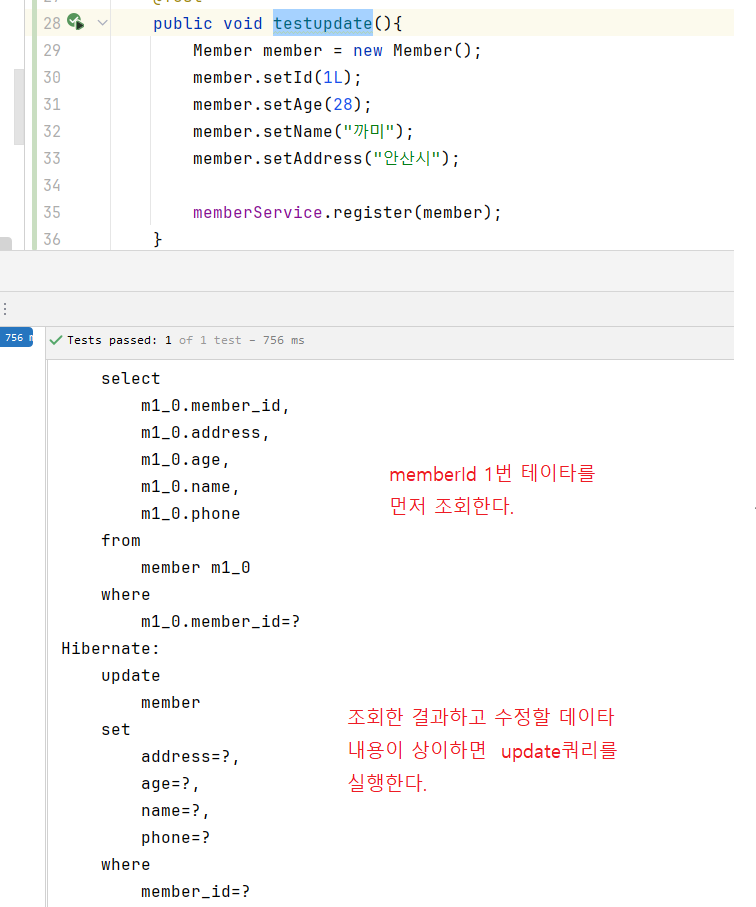 28 public void testupdate(){
29 Member member = new Member();
30 member.setId(1L);
31 member.setAge(28);
32 member.setName("까미");
33 member.setAddress("안산시");
34
35 memberService.register(member);
36 }
756
Tests passed: 1 of 1 test – 756 ms
select
m1_0.member_id,
m1_0.address,
m1_0.age,
m1_0.name,
m1_0.phone
memberId 1번 테이타를
먼저 조회한다.
from
member m1_0
where
m1_0.member_id=?
Hibernate:
update
member
set
address=?,
age=?,
name=?,
phone=?
조회한 결과하고 수정할 데이타
내용이 상이하면 update쿼리를
실행한다.
where
member_id=?